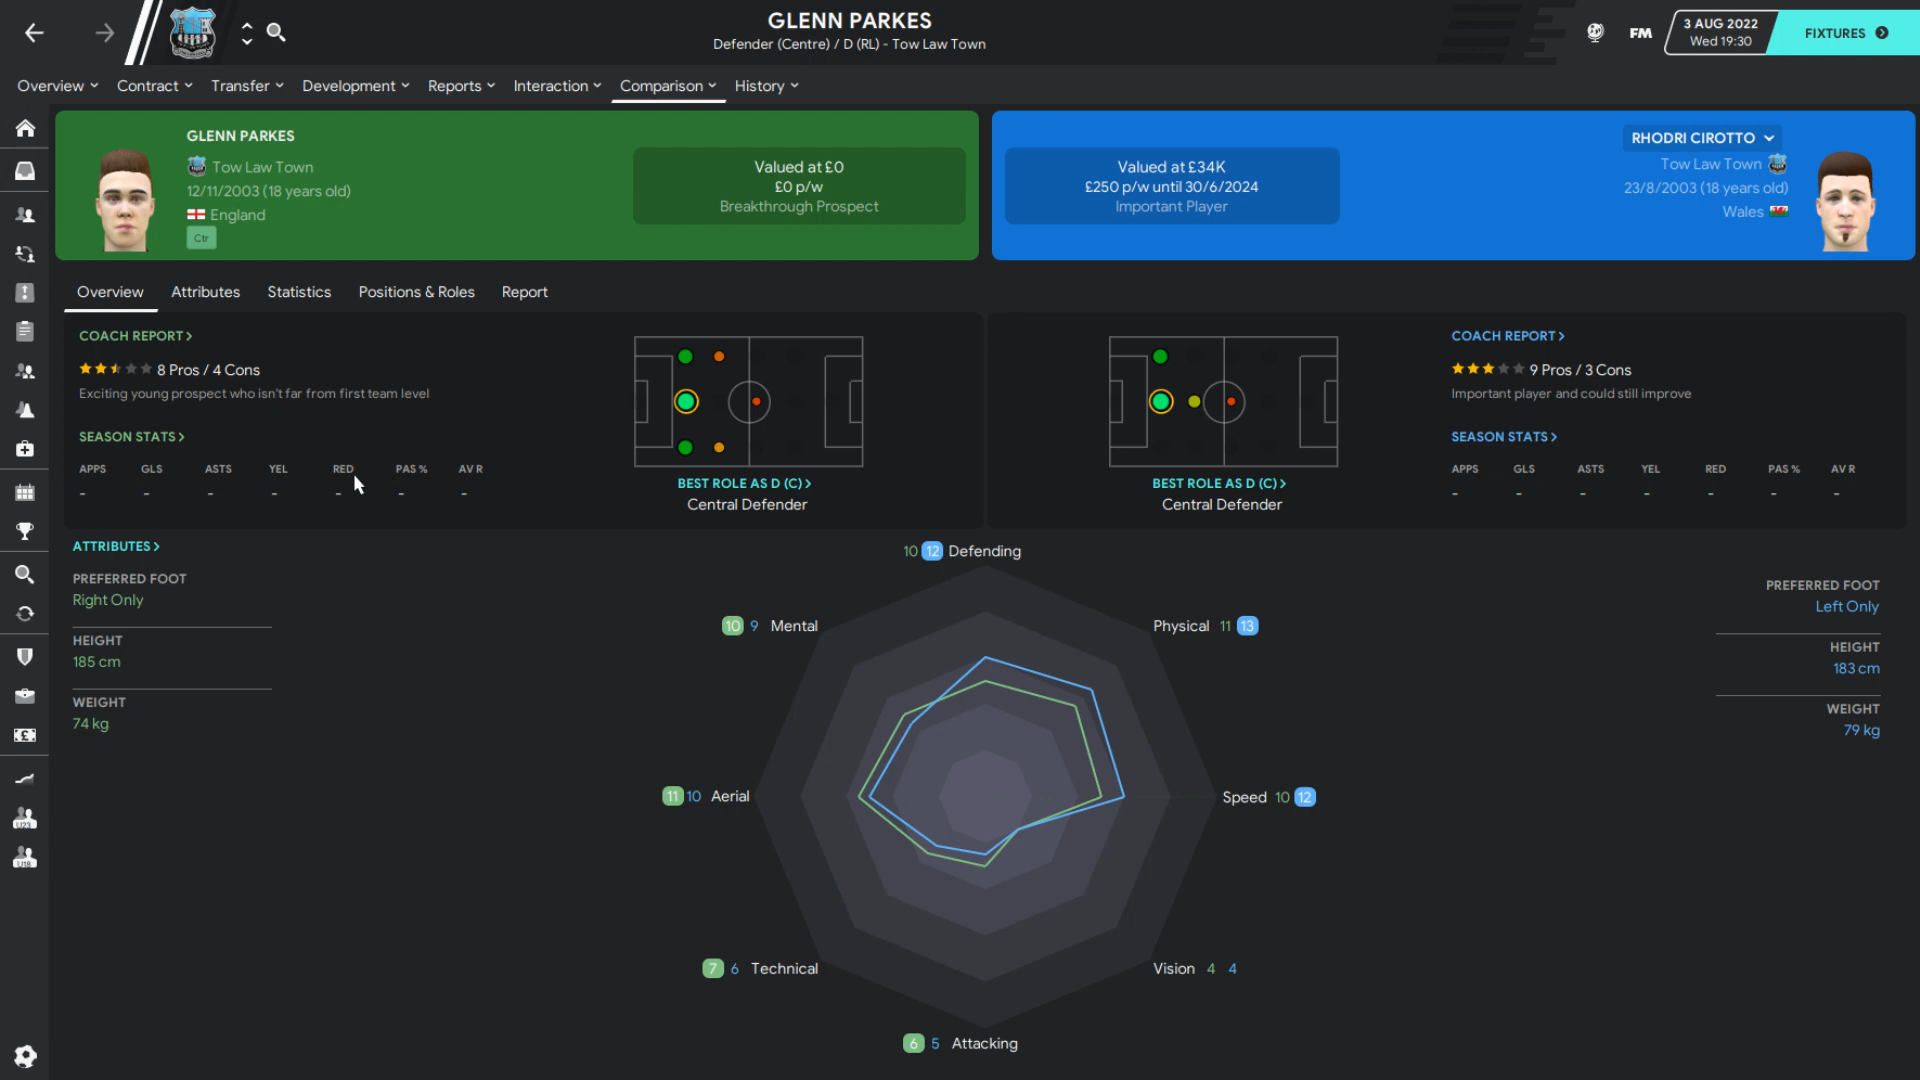 GLENN PARKES
Defender (Centre) / D (RL) - Tow Law Town
FM
3 AUG 2022
Wed 19:30
FIXTURES
Overview
Contract
Transfer
Development
Reports
Interaction
Comparison
History
GLENN PARKES
Tow Law Town
12/11/2003 (18 years old)
England
Ctr
Valued at £0
£0 p/w
Breakthrough Prospect
Valued at £34K
£250 p/w until 30/6/2024
Important Player
RHODRI CIROTTO
Tow Law Town
23/8/2003 (18 years old)
Wales
Overview
Attributes
Statistics
Positions & Roles
Report
COACH REPORT
8 Pros / 4 Cons
Exciting young prospect who isn't far from first team level
SEASON STATS
APPS GLS ASTS YEL RED PAS % AV R
- - - - - - -
BEST ROLE AS D (C)
Central Defender
BEST ROLE AS D (C)
Central Defender
COACH REPORT
9 Pros / 3 Cons
Important player and could still improve
SEASON STATS
APPS GLS ASTS YEL RED PAS % AV R
- - - - - - -
ATTRIBUTES
PREFERRED FOOT
Right Only
HEIGHT
185 cm
WEIGHT
74 kg
10 12 Defending
10 9 Mental
Physical 11 13
11 10 Aerial
Speed 10 12
7 6 Technical
Vision 4 4
6 5 Attacking
PREFERRED FOOT
Left Only
HEIGHT
183 cm
WEIGHT
79 kg
U23
U18